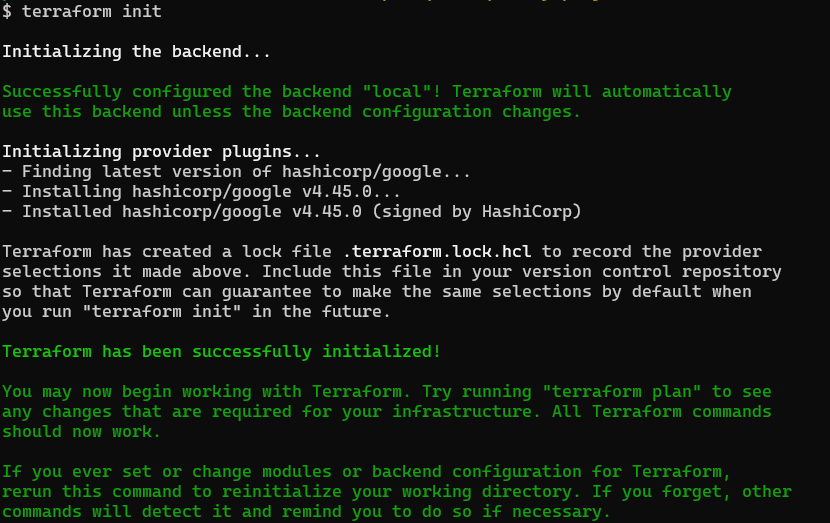 $ terraform init
Initializing the backend...
Successfully configured the backend "local"! Terraform will automatically
use this backend unless the backend configuration changes.
Initializing provider plugins...
- Finding latest version of hashicorp/google...
- Installing hashicorp/google v4.45.0...
- Installed hashicorp/google v4.45.0 (signed by HashiCorp)
Terraform has created a lock file .terraform.lock.hcl to record the provider
selections it made above. Include this file in your version control repository
so that Terraform can guarantee to make the same selections by default when
you run "terraform init" in the future.
Terraform has been successfully initialized!
You may now begin working with Terraform. Try running "terraform plan" to see
any changes that are required for your infrastructure. All Terraform commands
should now work.
If you ever set or change modules or backend configuration for Terraform,
rerun this command to reinitialize your working directory. If you forget, other
commands will detect it and remind you to do so if necessary.